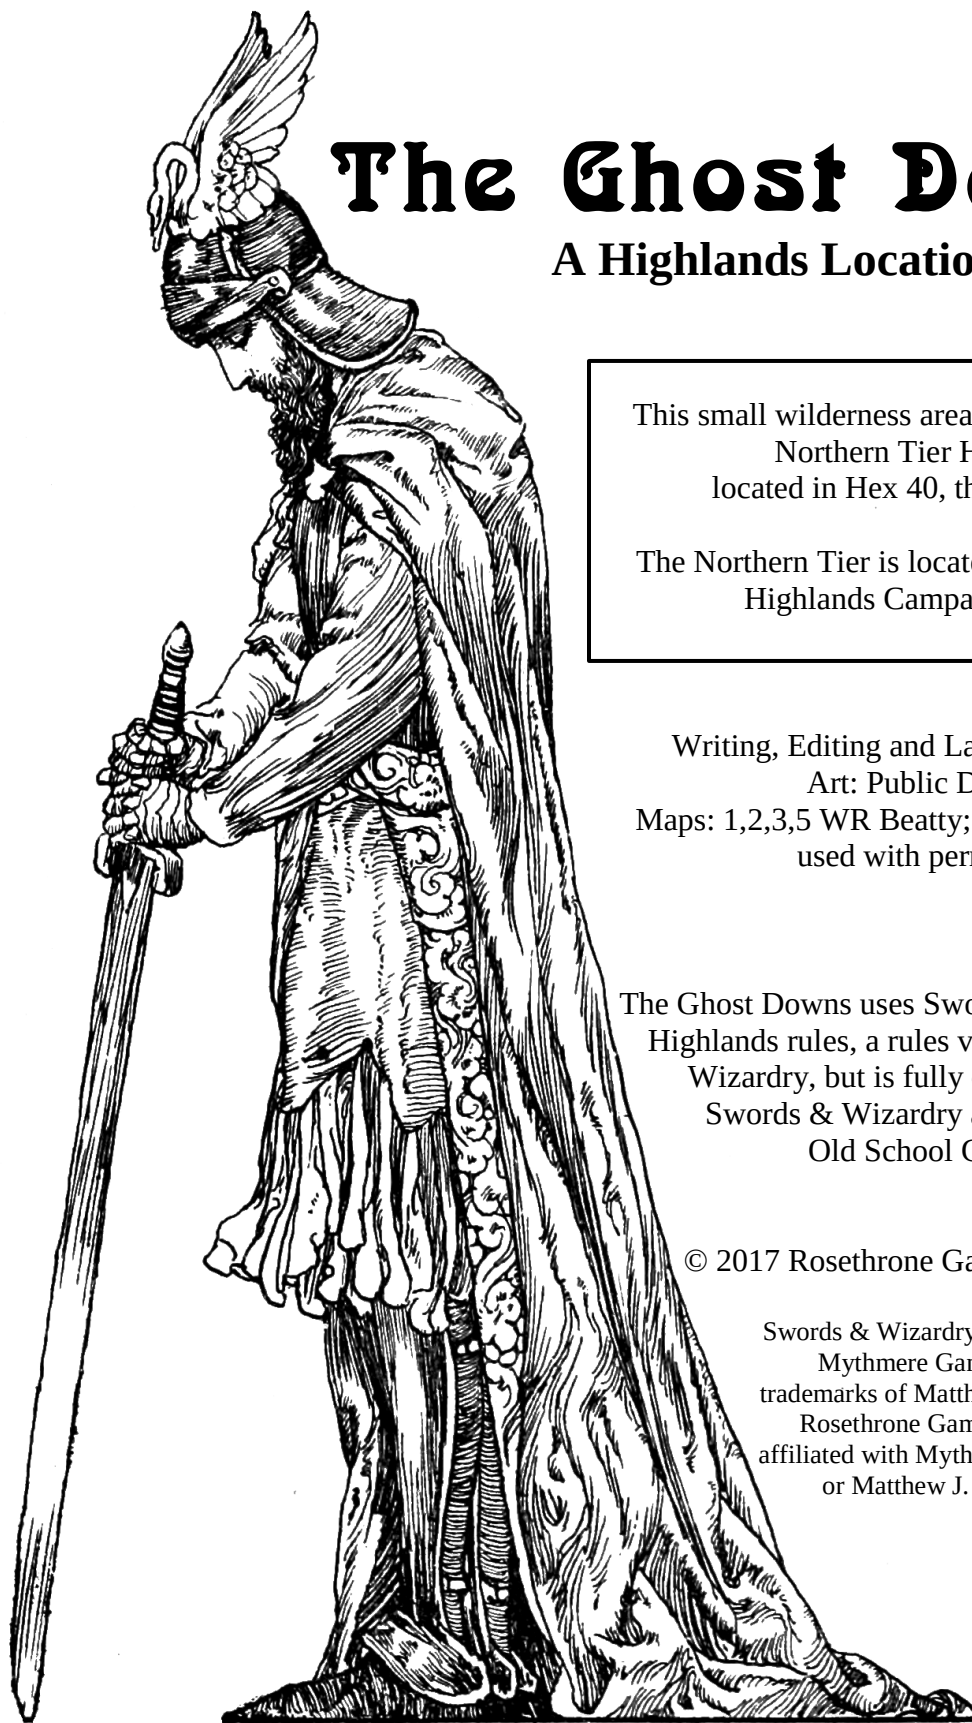 The Ghost D
A Highlands Locatio
This small wilderness area
Northern Tier H
located in Hex 40, th
The Northern Tier is locate
Highlands Campa
Writing, Editing and La
Art: Public D
Maps: 1,2,3,5 WR Beatty;
used with per
The Ghost Downs uses Swo
Highlands rules, a rules v
Wizardry, but is fully
Swords & Wizardry a
Old School
© 2017 Rosethrone Ga
Swords & Wizardry
Mythmere Gar
trademarks of Matth
Rosethrone Gam
affiliated with Myth
or Matthew J.